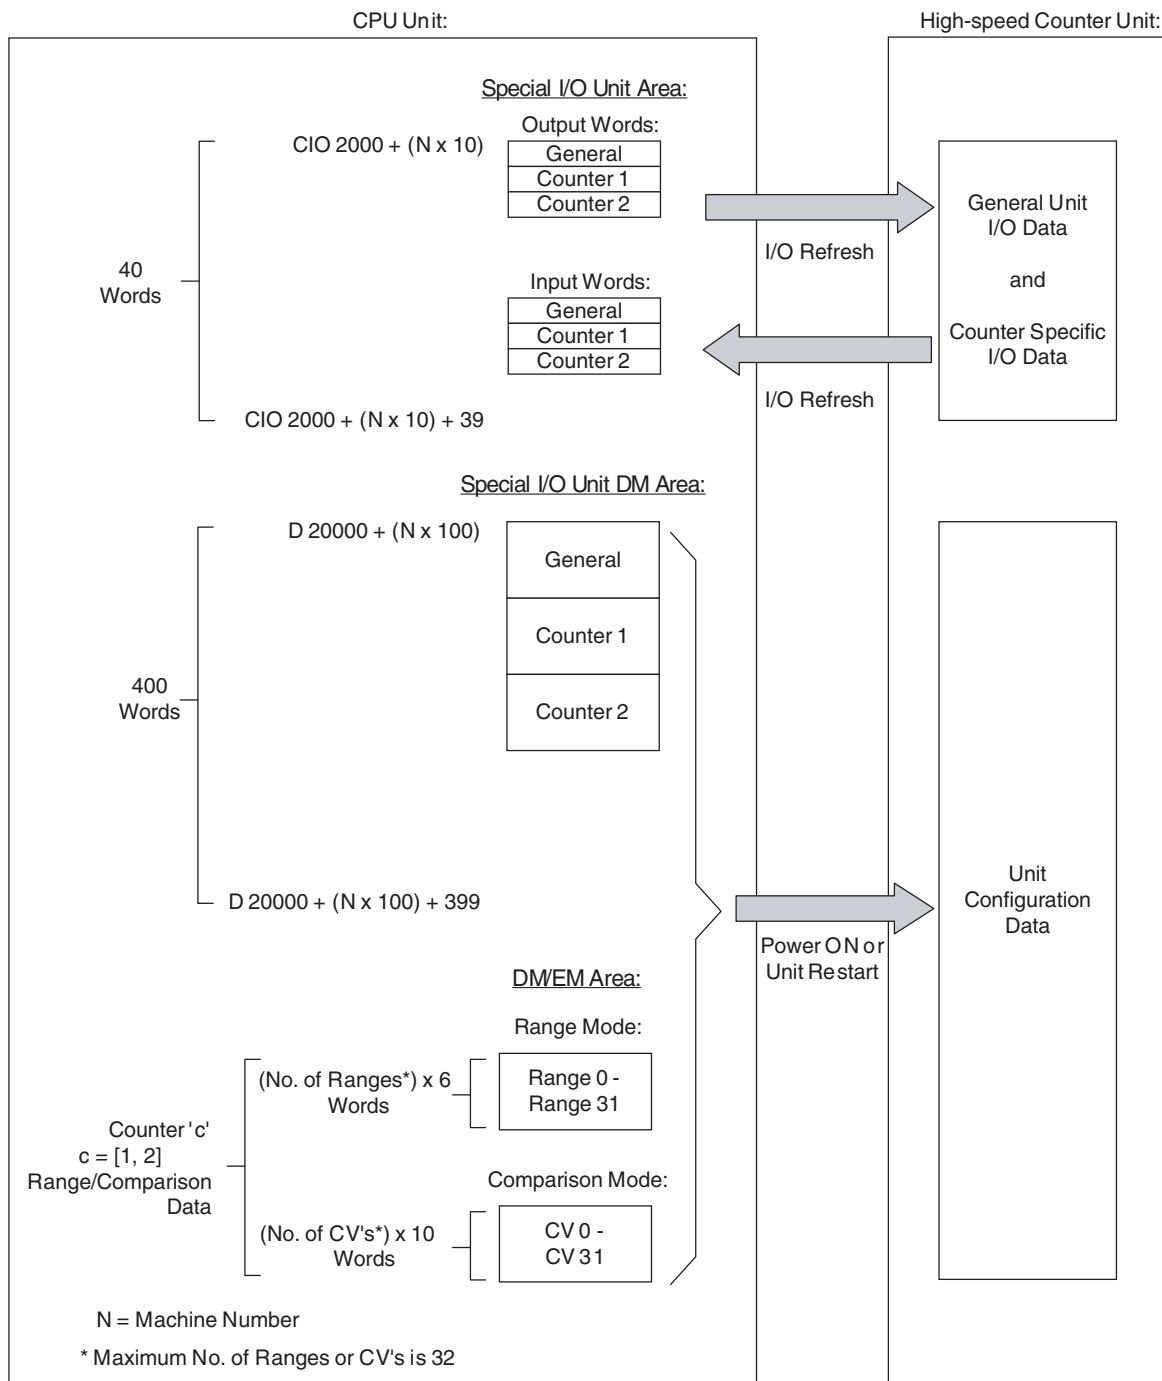 CPU Unit:
High-speed Counter Unit:
Special I/O Unit Area:
Output Words:
CIO 2000 + (N x 10)
General
Counter 1
Counter 2
I/O Refresh
General Unit
I/O Data
and
Counter Specific
I/O Data
40
Words
Input Words:
General
Counter 1
Counter 2
I/O Refresh
CIO 2000 + (N x 10) + 39
Special I/O Unit DM Area:
D 20000 + (N x 100)
General
Counter 1
Counter 2
400
Words
D 20000 + (N x 100) + 399
Power ON or
Unit Restart
Unit
Configuration
Data
DM/EM Area:
Range Mode:
(No. of Ranges*) x 6
Words
Range 0 -
Range 31
Counter 'c'
c = [1, 2]
Range/Comparison
Data
Comparison Mode:
(No. of CV's*) x 10
Words
CV 0 -
CV 31
N = Machine Number
* Maximum No. of Ranges or CV's is 32